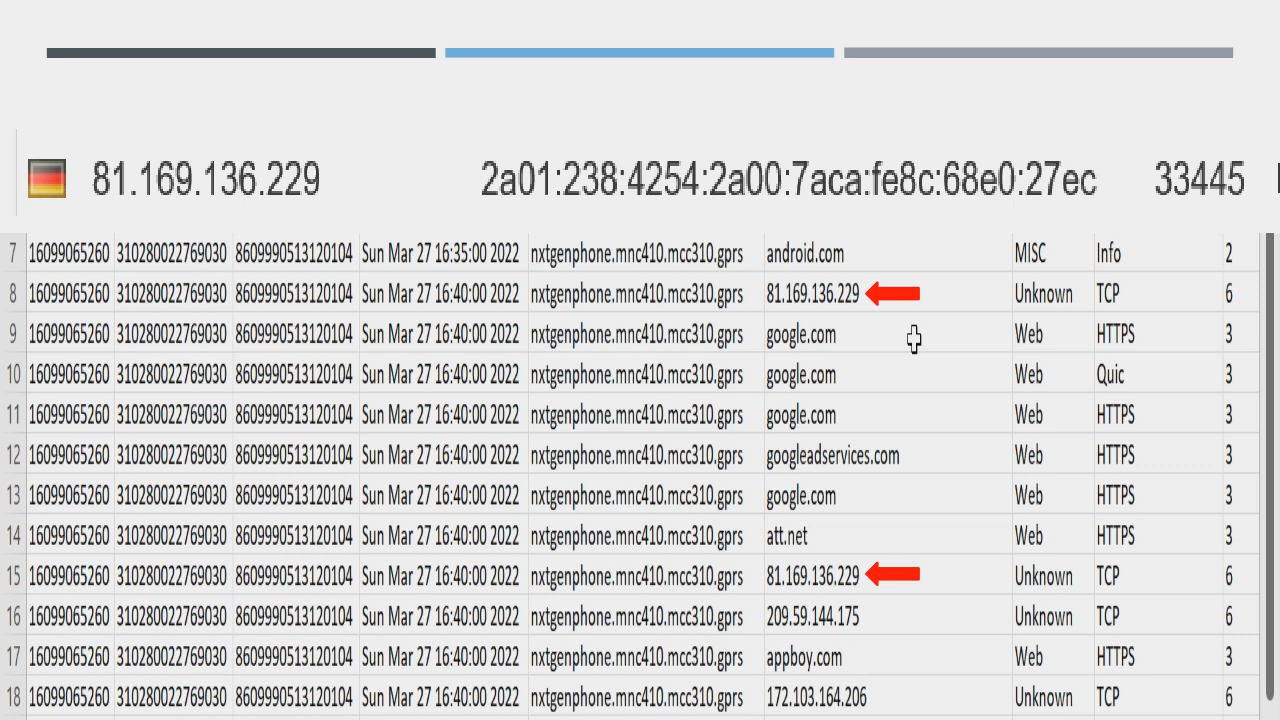 81.169.136.229 2a01:238:4254:2a00:7aca:fe8c:68e0:27ec 33445
7 16099065260 310280022769030 8609990513120104 Sun Mar 27 16:35:00 2022 nxtgenphone.mnc410.mcc310.gprs android.com MISC Info 2
8 16099065260 310280022769030 8609990513120104 Sun Mar 27 16:40:00 2022 nxtgenphone.mnc410.mcc310.gprs 81.169.136.229 Unknown TCP 6
9 16099065260 310280022769030 8609990513120104 Sun Mar 27 16:40:00 2022 nxtgenphone.mnc410.mcc310.gprs google.com Web HTTPS 3
10 16099065260 310280022769030 8609990513120104 Sun Mar 27 16:40:00 2022 nxtgenphone.mnc410.mcc310.gprs google.com Web Quic 3
11 16099065260 310280022769030 8609990513120104 Sun Mar 27 16:40:00 2022 nxtgenphone.mnc410.mcc310.gprs google.com Web HTTPS 3
12 16099065260 310280022769030 8609990513120104 Sun Mar 27 16:40:00 2022 nxtgenphone.mnc410.mcc310.gprs googleadservices.com Web HTTPS 3
13 16099065260 310280022769030 8609990513120104 Sun Mar 27 16:40:00 2022 nxtgenphone.mnc410.mcc310.gprs google.com Web HTTPS 3
14 16099065260 310280022769030 8609990513120104 Sun Mar 27 16:40:00 2022 nxtgenphone.mnc410.mcc310.gprs att.net Web HTTPS 3
15 16099065260 310280022769030 8609990513120104 Sun Mar 27 16:40:00 2022 nxtgenphone.mnc410.mcc310.gprs 81.169.136.229 Unknown TCP 6
16 16099065260 310280022769030 8609990513120104 Sun Mar 27 16:40:00 2022 nxtgenphone.mnc410.mcc310.gprs 209.59.144.175 Unknown TCP 6
17 16099065260 310280022769030 8609990513120104 Sun Mar 27 16:40:00 2022 nxtgenphone.mnc410.mcc310.gprs appboy.com Web HTTPS 3
18 16099065260 310280022769030 8609990513120104 Sun Mar 27 16:40:00 2022 nxtgenphone.mnc410.mcc310.gprs 172.103.164.206 Unknown TCP 6